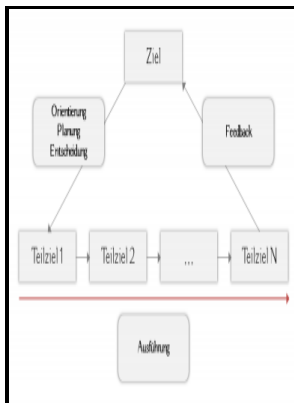 Ziel
Orientierung
Planung
Entscheidung
Feedback
Teilziel 1
Teilziel 2
...
Teilziel N
Ausführung